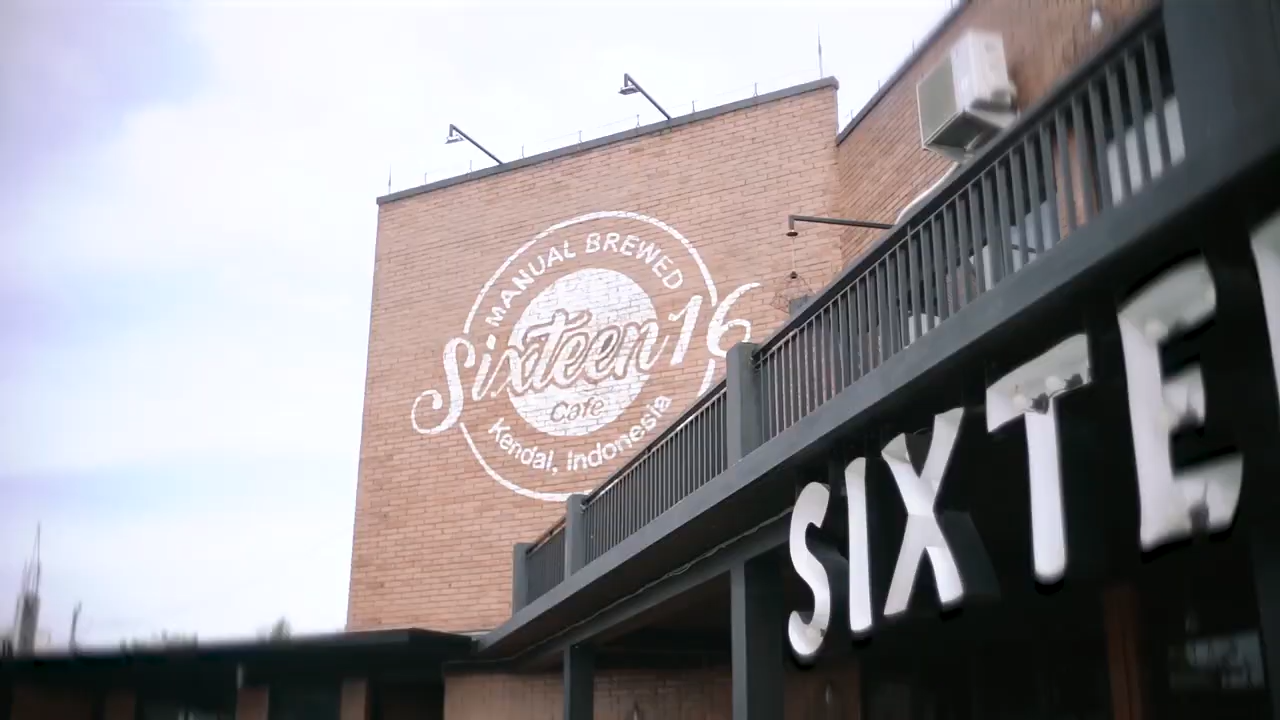 MANUAL BREWED
Sixteen 16
Cafe
Kendal, Indonesia
SIXTE